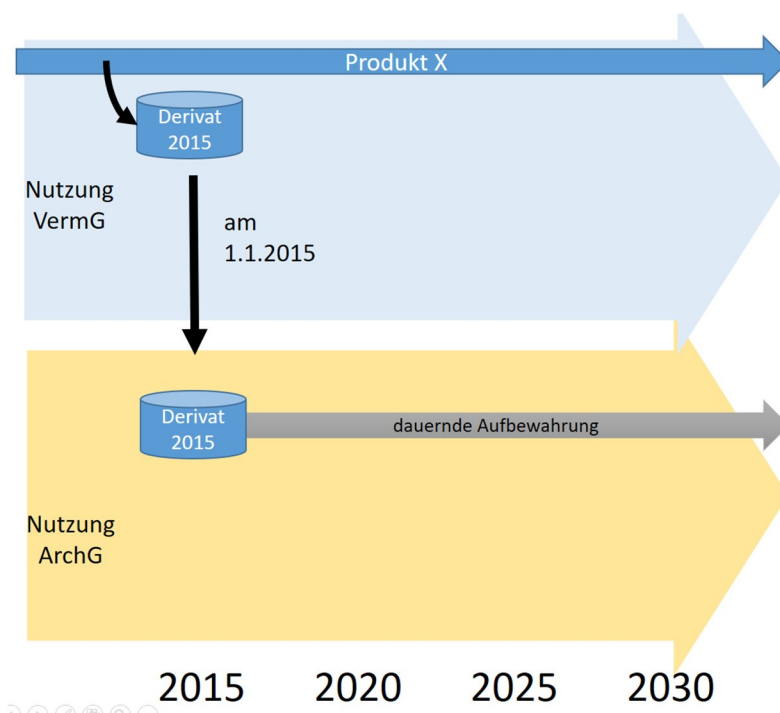 Produkt X
Derivat
2015
Nutzung
VermG
am
1.1.2015
Derivat
2015
dauernde Aufbewahrung
Nutzung
ArchG
2015 2020 2025 2030